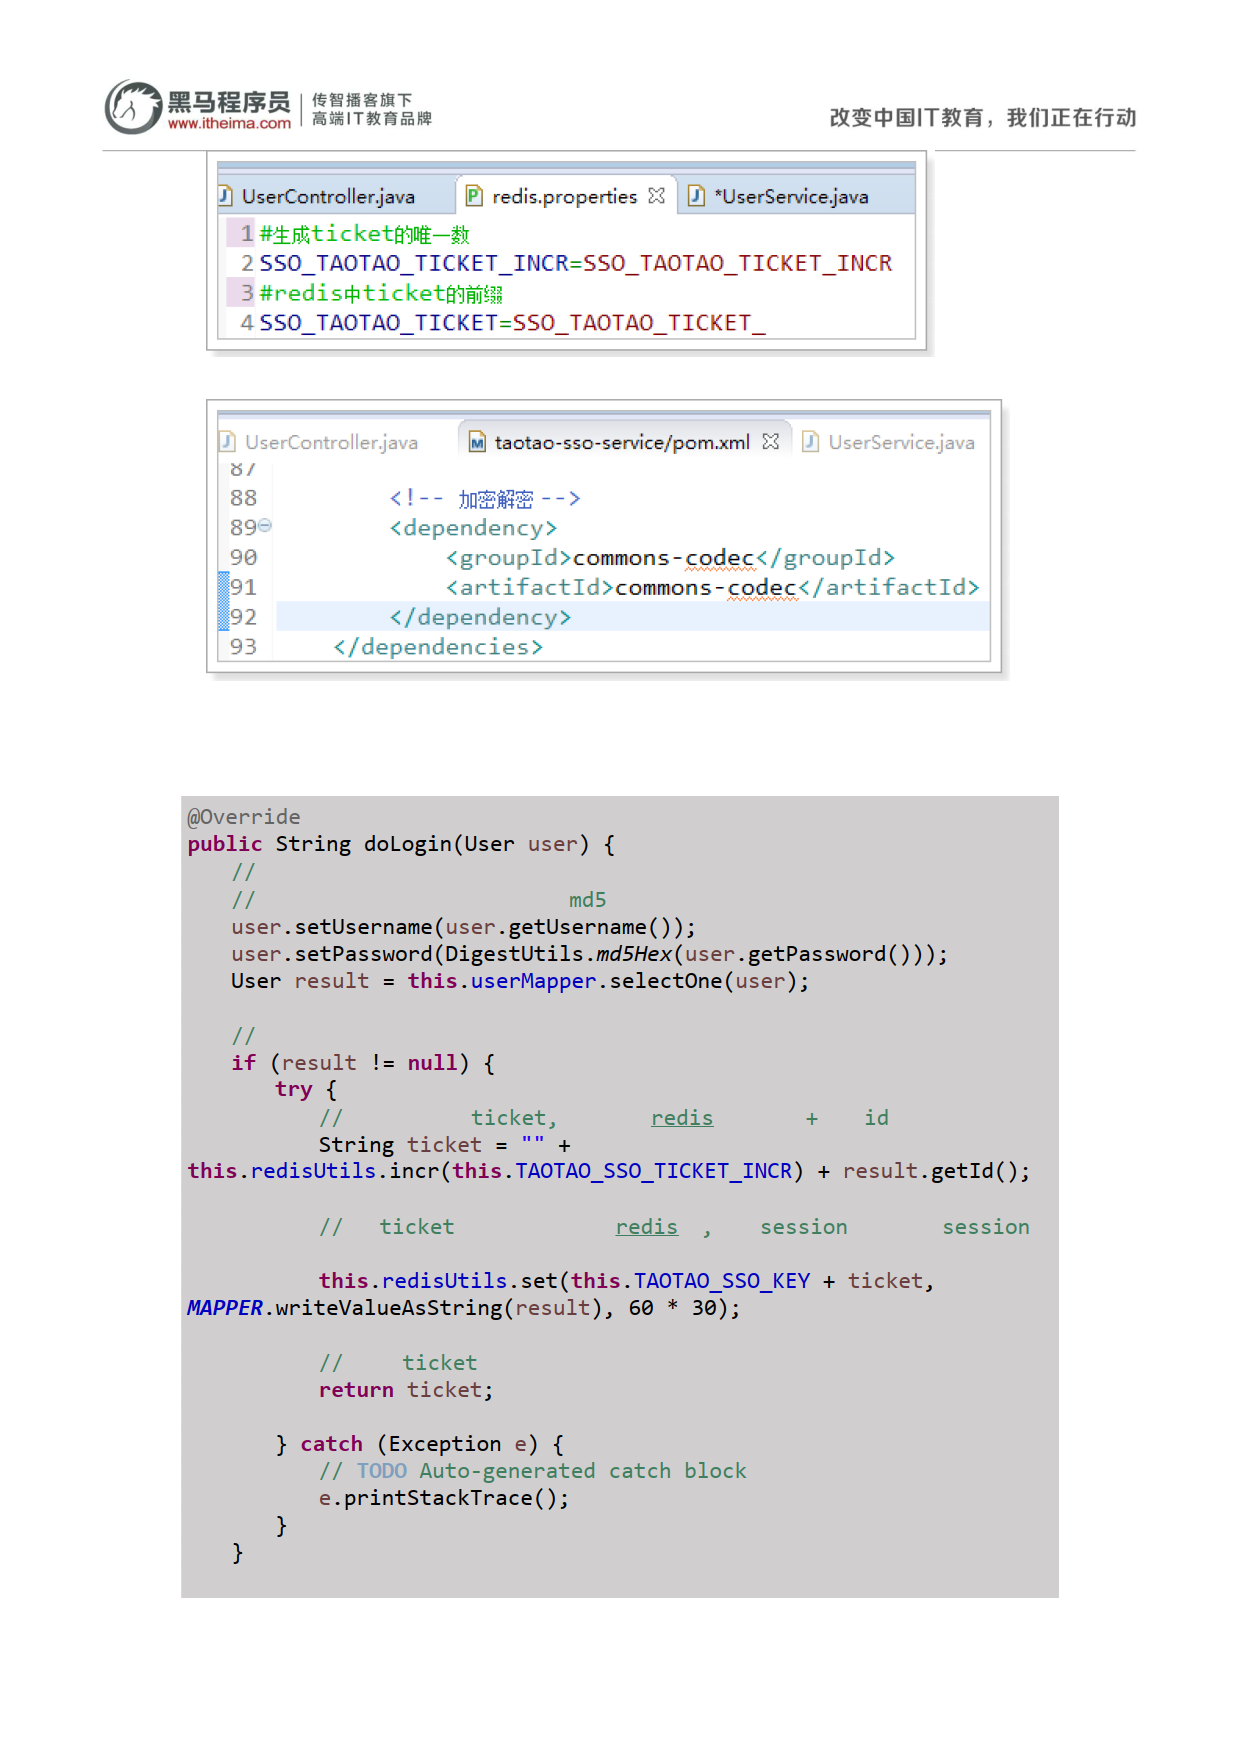 黑马程序员
www.itheima.com
传智播客旗下
高端IT教育品牌
改变中国IT教育，我们正在行动
UserController.java redis.properties *UserService.java
1 #生成ticket的唯一数
2 SSO_TAOTAO_TICKET_INCR=SSO_TAOTAO_TICKET_INCR
3 #redis中ticket的前缀
4 SSO_TAOTAO_TICKET=SSO_TAOTAO_TICKET_
UserController.java taotao-sso-service/pom.xml UserService.java
87
88 <!-- 加密解密 -->
89 <dependency>
90 <groupId>commons-codec</groupId>
91 <artifactId>commons-codec</artifactId>
92 </dependency>
93 </dependencies>
@Override
public String doLogin(User user) {
//
// md5
user.setUsername(user.getUsername());
user.setPassword(DigestUtils.md5Hex(user.getPassword()));
User result = this.userMapper.selectOne(user);
//
if (result != null) {
try {
// ticket, redis + id
String ticket = "" +
this.redisUtils.incr(this.TAOTAO_SSO_TICKET_INCR) + result.getId();
// ticket redis , session session
this.redisUtils.set(this.TAOTAO_SSO_KEY + ticket,
MAPPER.writeValueAsString(result), 60 * 30);
// ticket
return ticket;
} catch (Exception e) {
// TODO Auto-generated catch block
e.printStackTrace();
}
}